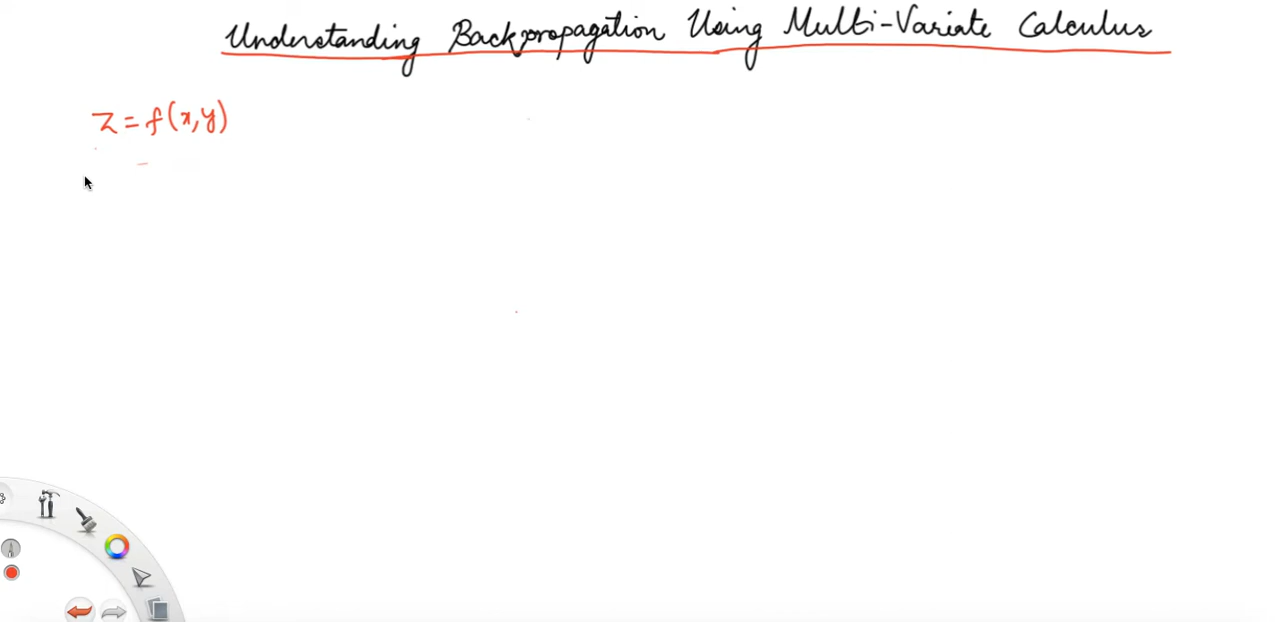 Understanding Backpropagation Using Multi-Variate Calculus
z = f(x,y)